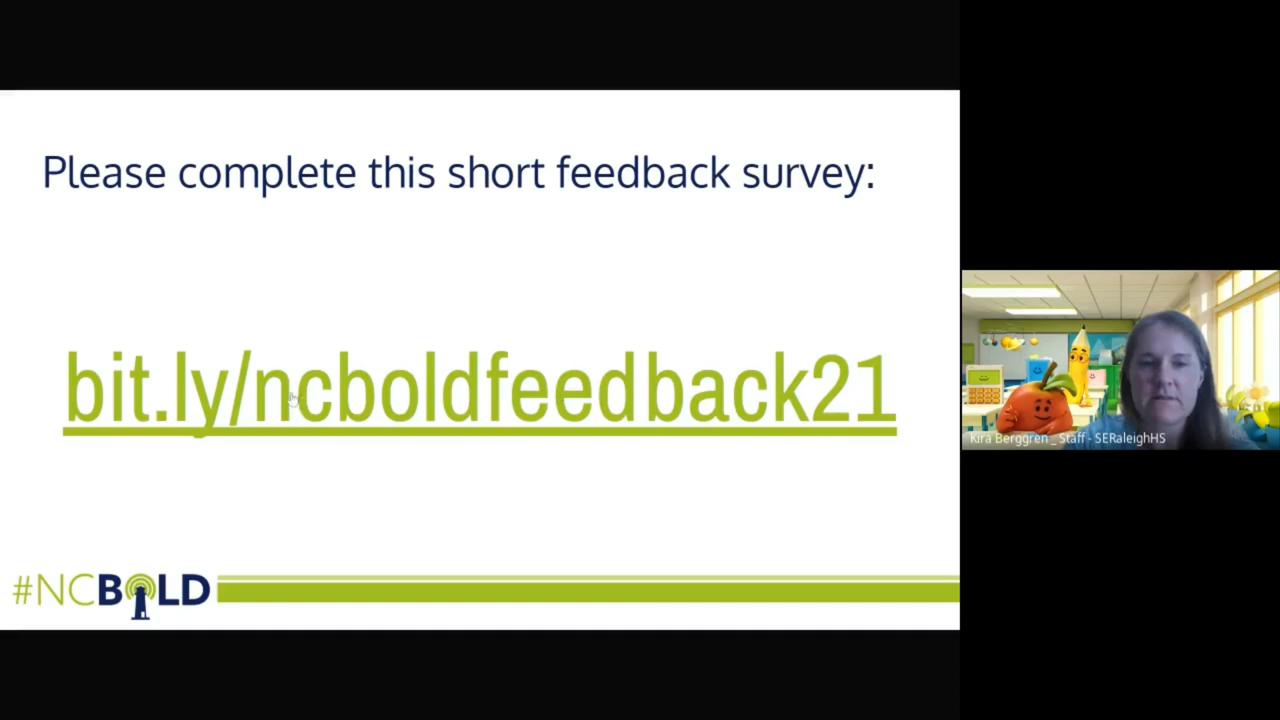 Please complete this short feedback survey:
bit.ly/ncboldfeedback21
#NCBOLD
Kira Berggren _ Staff - SERaleighHS